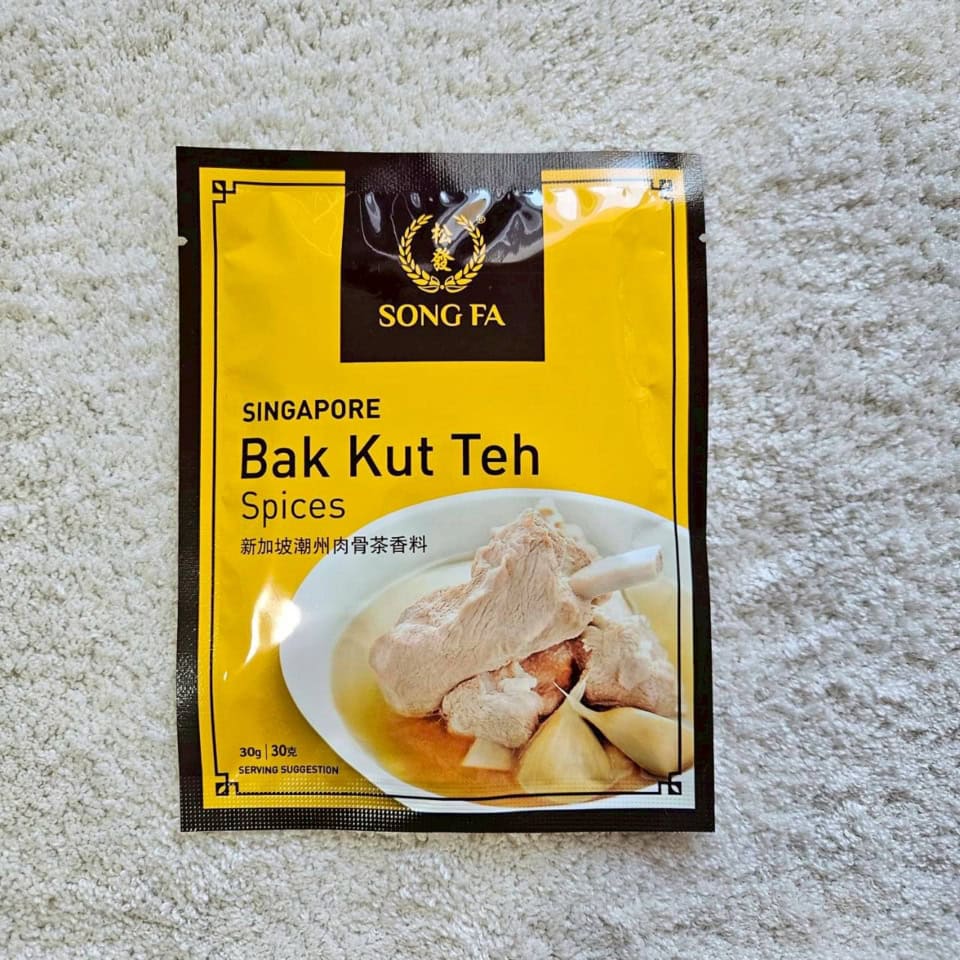 松
發
®
SONG FA
SINGAPORE
Bak Kut Teh
Spices
新加坡潮州肉骨茶香料
30g | 30克
SERVING SUGGESTION